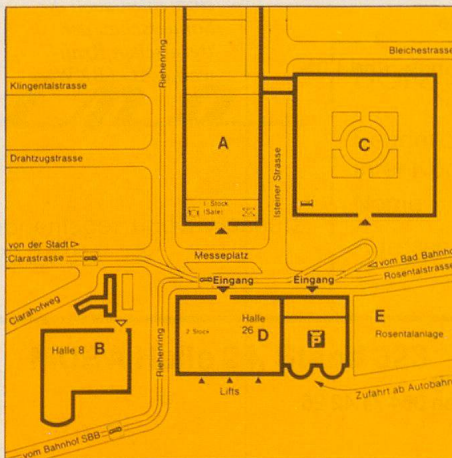 Bleichestrasse
Riehenring
Klingentalstrasse
A
C
Isteiner Strasse
Drahtzugstrasse
1. Stock
(Säle)
von der Stadt
Clarastrasse
Messeplatz
vom Bad Bahnhof
Rosentalstrasse
Eingang
Eingang
Clarahofweg
E
Rosentalanlage
Halle
26 D
2 Stock
P
Halle 8 B
Riehenring
Lifts
Zufahrt ab Autobahn
vom Bahnhof SBB